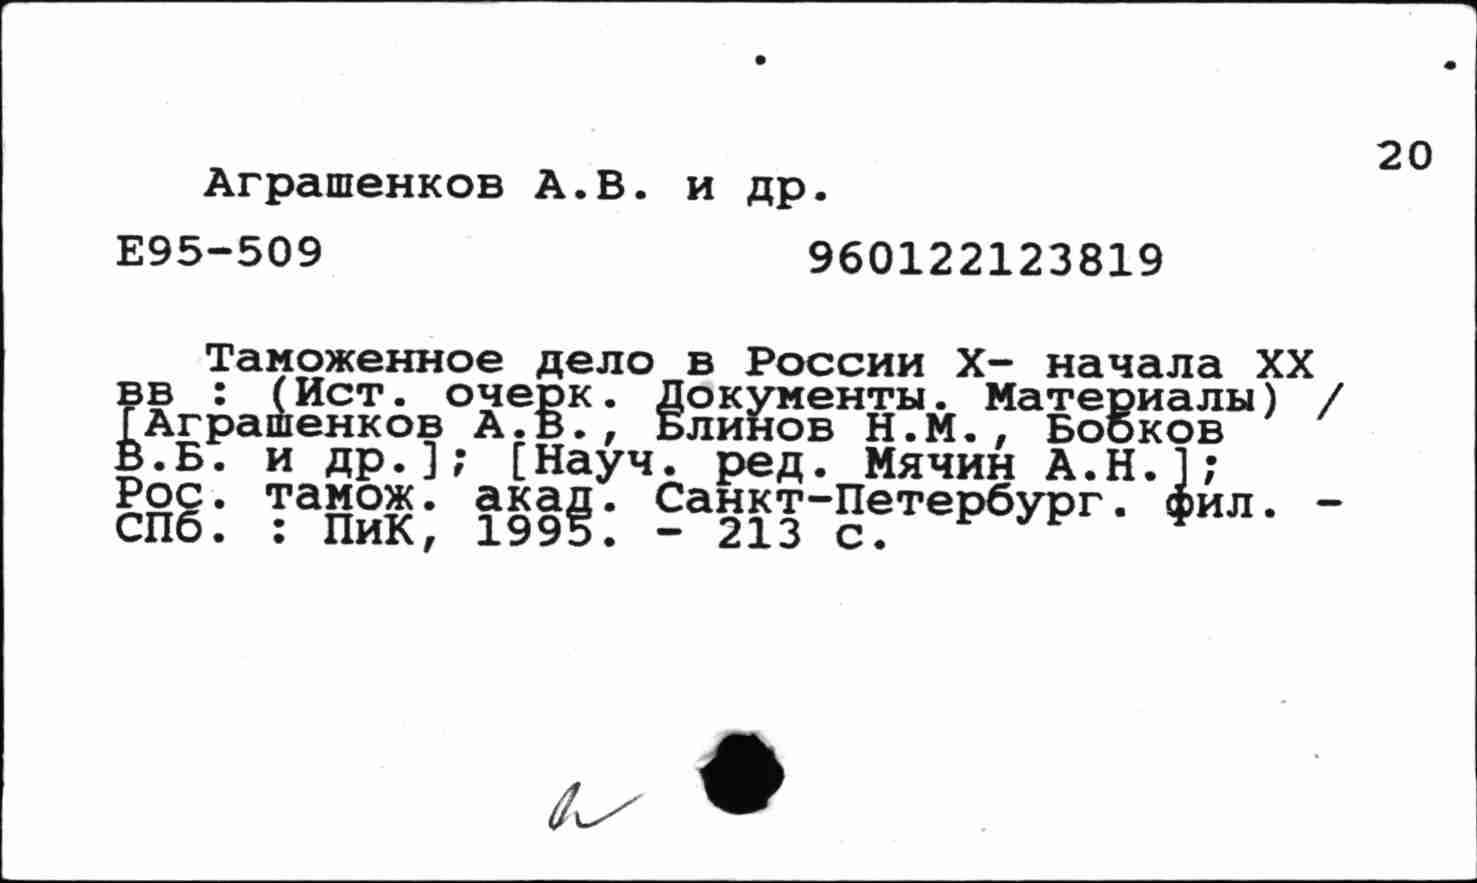 20
Аграшенков А.В. и др.
Е95-509 960122123819
Таможенное дело в России X- начала XX
вв : (Ист. очерк. Документы. Материалы) /
[Аграшенков А.В., Блинов Н.М., Бобков
В.Б. и др.]; [Науч. ред. Мячин А.Н.];
Рос. тамож. акад. Санкт-Петербург. фил. -
СПб. : ПиК, 1995. - 213 с.